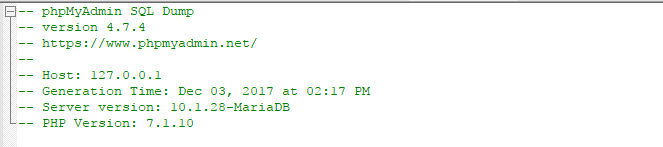 -- phpMyAdmin SQL Dump
-- version 4.7.4
-- https://www.phpmyadmin.net/
--
-- Host: 127.0.0.1
-- Generation Time: Dec 03, 2017 at 02:17 PM
-- Server version: 10.1.28-MariaDB
-- PHP Version: 7.1.10